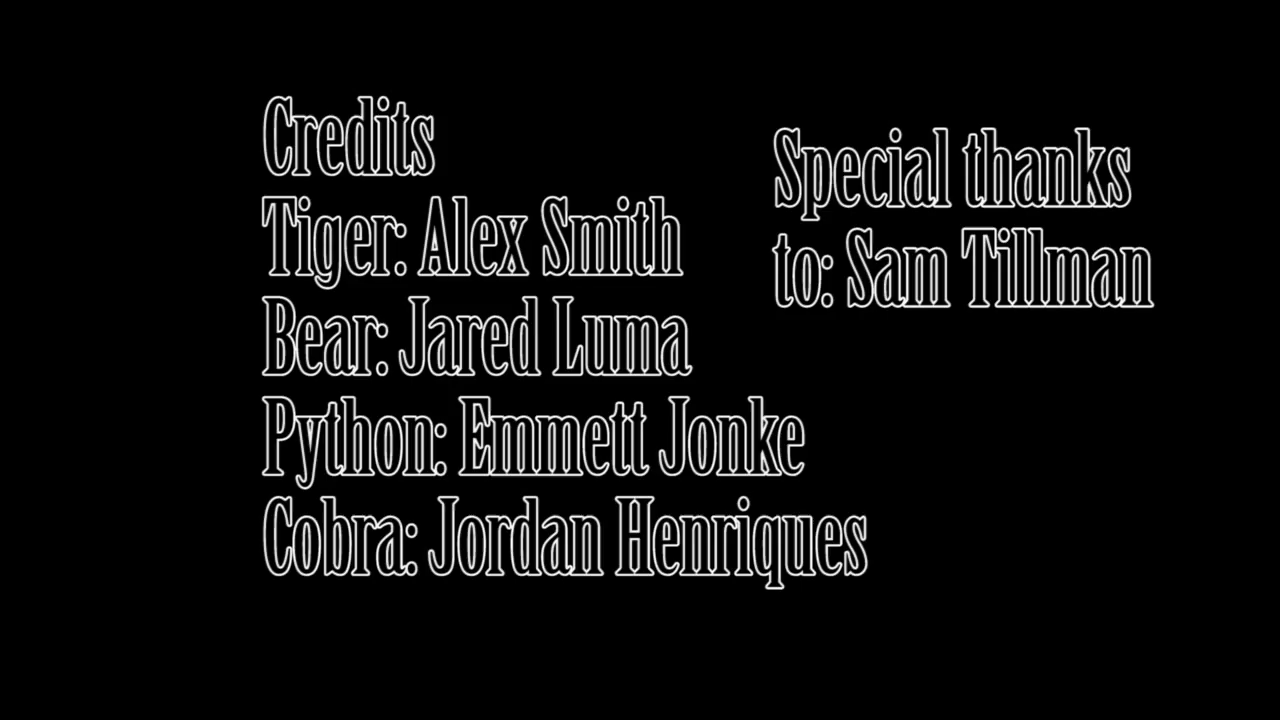 Credits
Tiger: Alex Smith
Bear: Jared Luma
Python: Emmett Jonke
Cobra: Jordan Henriques
Special thanks
to: Sam Tillman